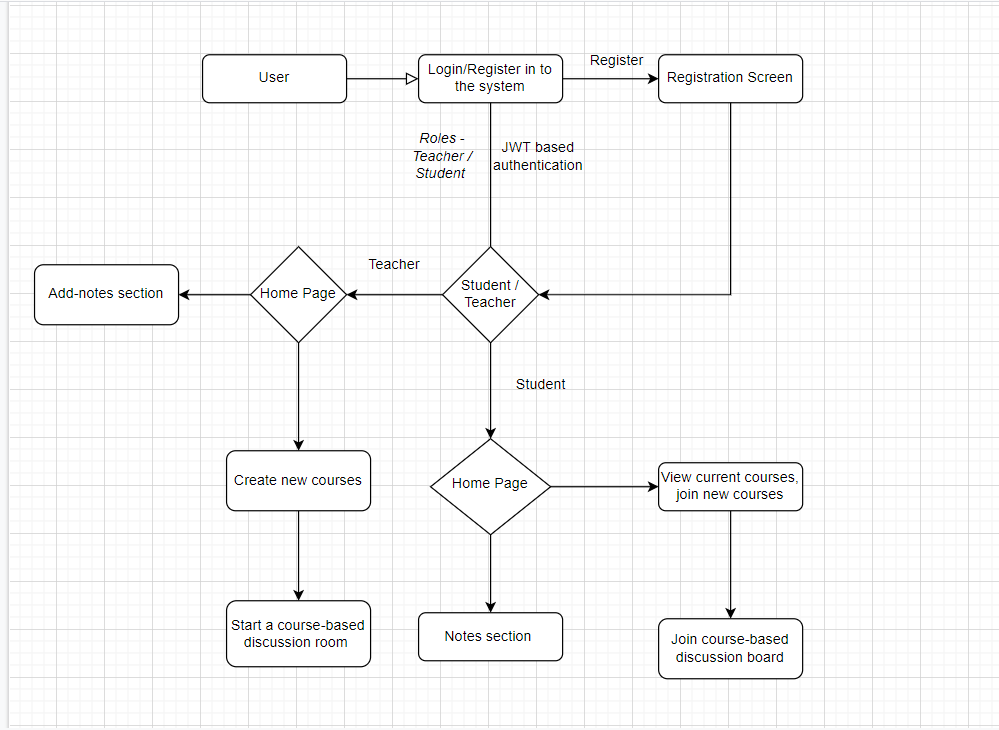 User
Login/Register in to
the system
Register
Registration Screen
Roles -
Teacher /
Student
JWT based
authentication
Add-notes section
Home Page
Teacher
Student /
Teacher
Student
Create new courses
Home Page
View current courses,
join new courses
Start a course-based
discussion room
Notes section
Join course-based
discussion board